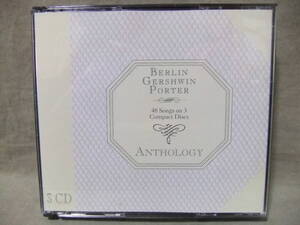 BERLIN
GERSHWIN
PORTER
48 Songs on 3
Compact Discs
ANTHOLOGY
3 CD